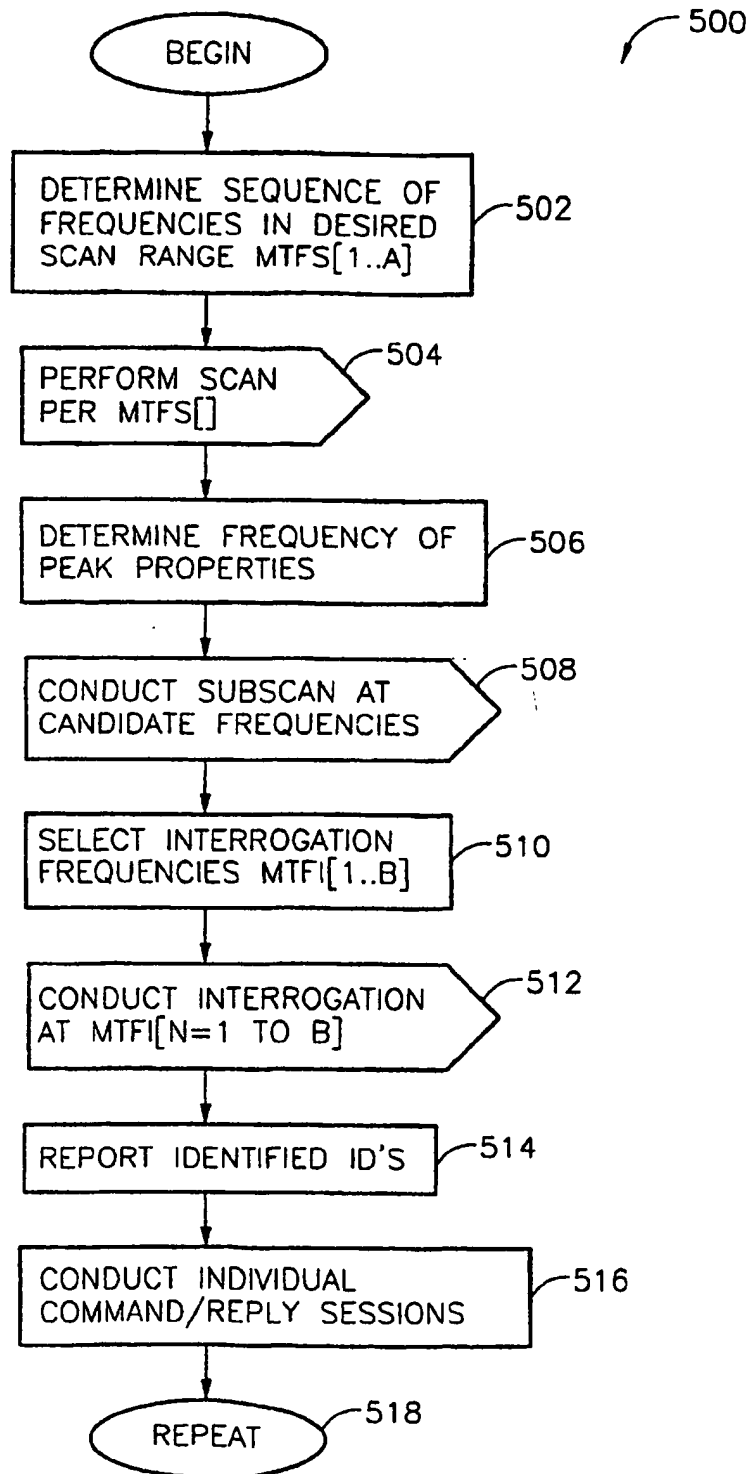 500
BEGIN
DETERMINE SEQUENCE OF
FREQUENCIES IN DESIRED
SCAN RANGE MTFS[1..A]
502
PERFORM SCAN
PER MTFS[]
504
DETERMINE FREQUENCY OF
PEAK PROPERTIES
506
CONDUCT SUBSCAN AT
CANDIDATE FREQUENCIES
508
SELECT INTERROGATION
FREQUENCIES MTFI[1..B]
510
CONDUCT INTERROGATION
AT MTFI[N=1 TO B]
512
REPORT IDENTIFIED ID'S
514
CONDUCT INDIVIDUAL
COMMAND/REPLY SESSIONS
516
REPEAT
518